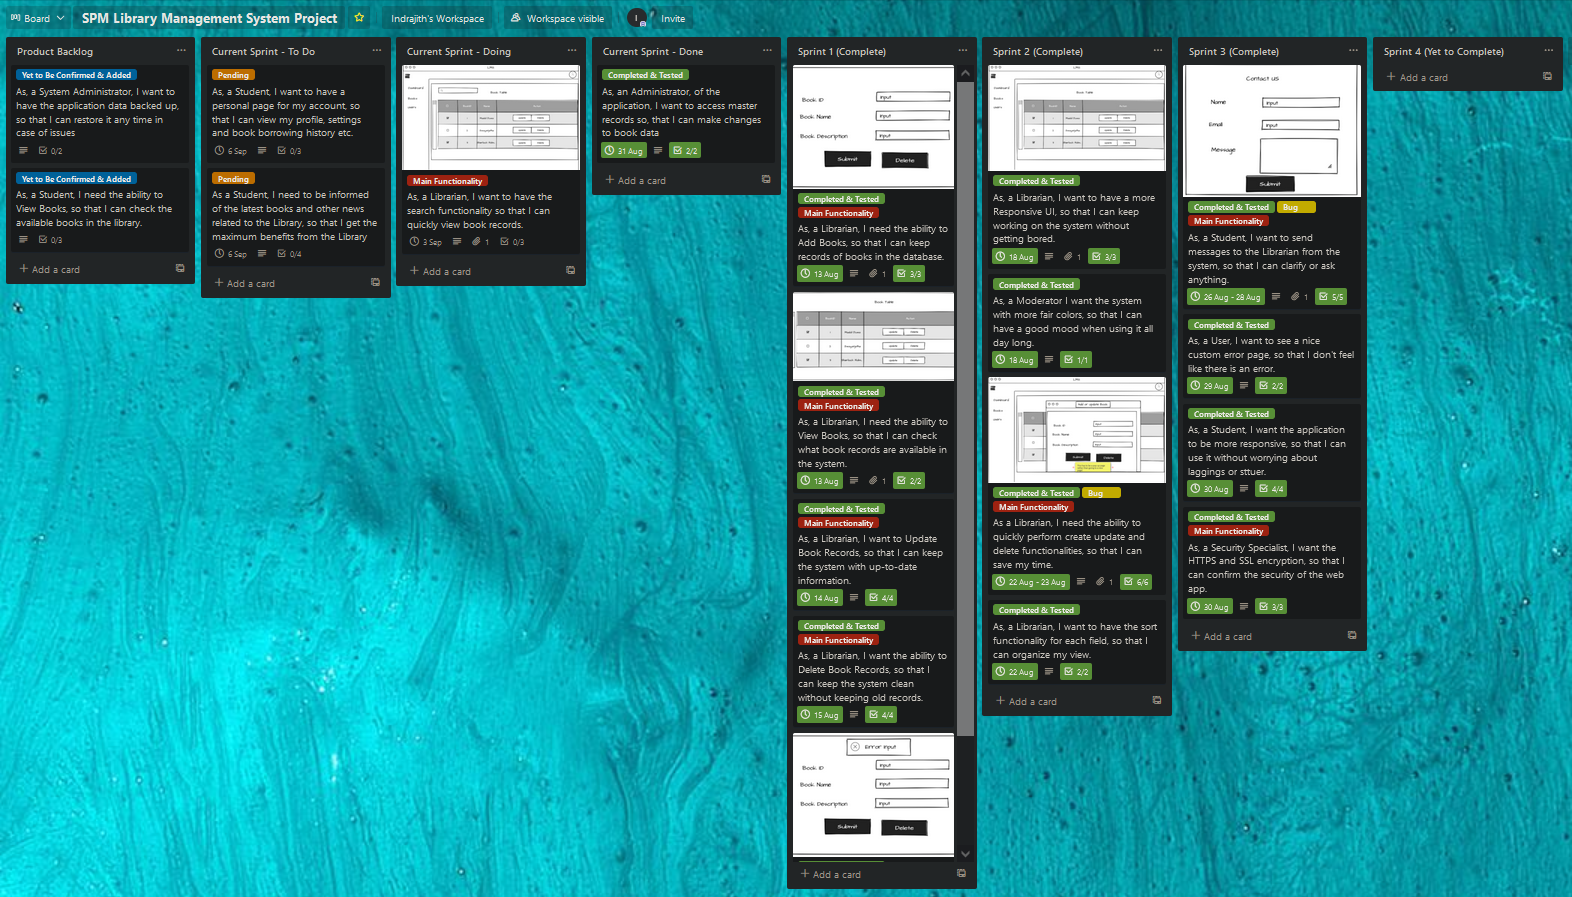 Board
SPM Library Management System Project
Indrajith's Workspace
Workspace visible
I
Invite
Product Backlog
Yet to Be Confirmed & Added
As, a System Administrator, I want to
have the application data backed up,
so that I can restore it any time in
case of issues
0/2
Yet to Be Confirmed & Added
As, a Student, I need the ability to
View Books, so that I can check the
available books in the library.
0/3
+ Add a card
Current Sprint - To Do
Pending
As, a Student, I want to have a
personal page for my account, so
that I can view my profile, settings
and book borrowing history etc.
6 Sep
0/3
Pending
As a Student, I need to be informed
of the latest books and other news
related to the Library, so that I get the
maximum benefits from the Library
6 Sep
0/4
+ Add a card
Current Sprint - Doing
Book Table
Main Functionality
As, a Librarian, I want to have the
search functionality so that I can
quickly view book records.
3 Sep
1
0/3
+ Add a card
Current Sprint - Done
Completed & Tested
As, an Administrator, of the
application, I want to access master
records so, that I can make changes
to book data
31 Aug
2/2
+ Add a card
Sprint 1 (Complete)
Book ID
input
Book Name
input
Book Description
input
Submit
Delete
Completed & Tested
Main Functionality
As, a Librarian, I need the ability to
Add Books, so that I can keep
records of books in the database.
13 Aug
1
3/3
Book Table
Completed & Tested
Main Functionality
As, a Librarian, I need the ability to
View Books, so that I can check
what book records are available in
the system.
13 Aug
1
2/2
Completed & Tested
Main Functionality
As, a Librarian, I want to Update
Book Records, so that I can keep
the system with up-to-date
information.
14 Aug
4/4
Completed & Tested
Main Functionality
As, a Librarian, I want the ability to
Delete Book Records, so that I
can keep the system clean
without keeping old records.
15 Aug
4/4
Error Input
Book ID
input
Book Name
input
Book Description
input
Submit
Delete
+ Add a card
Sprint 2 (Complete)
Book Table
Completed & Tested
As, a Librarian, I want to have a more
Responsive UI, so that I can keep
working on the system without
getting bored.
18 Aug
1
3/3
Completed & Tested
As, a Moderator I want the system
with more fair colors, so that I can
have a good mood when using it all
day long.
18 Aug
1/1
Book ID
Book Name
Book Description
Submit
Delete
Completed & Tested
Bug
Main Functionality
As a Librarian, I need the ability to
quickly perform create update and
delete functionalities, so that I can
save my time.
22 Aug - 23 Aug
1
6/6
Completed & Tested
As, a Librarian, I want to have the sort
functionality for each field, so that I
can organize my view.
22 Aug
2/2
+ Add a card
Sprint 3 (Complete)
Contact US
Name
input
Email
input
Message
Submit
Completed & Tested
Bug
Main Functionality
As, a Student, I want to send
messages to the Librarian from the
system, so that I can clarify or ask
anything.
26 Aug - 28 Aug
1
5/5
Completed & Tested
As, a User, I want to see a nice
custom error page, so that I don't feel
like there is an error.
29 Aug
2/2
Completed & Tested
As, a Student, I want the application
to be more responsive, so that I can
use it without worrying about
laggings or sttuer.
30 Aug
4/4
Completed & Tested
Main Functionality
As, a Security Specialist, I want the
HTTPS and SSL encryption, so that I
can confirm the security of the web
app.
30 Aug
3/3
+ Add a card
Sprint 4 (Yet to Complete)
+ Add a card